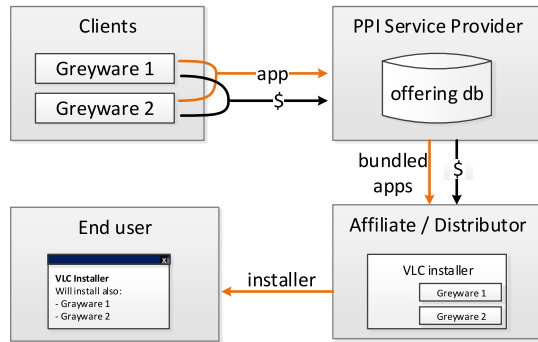 Clients
Greyware 1
Greyware 2
app
$
PPI Service Provider
offering db
bundled
apps
$
Affiliate / Distributor
VLC installer
Greyware 1
Greyware 2
installer
End user
X
VLC Installer
Will install also:
- Grayware 1
- Grayware 2